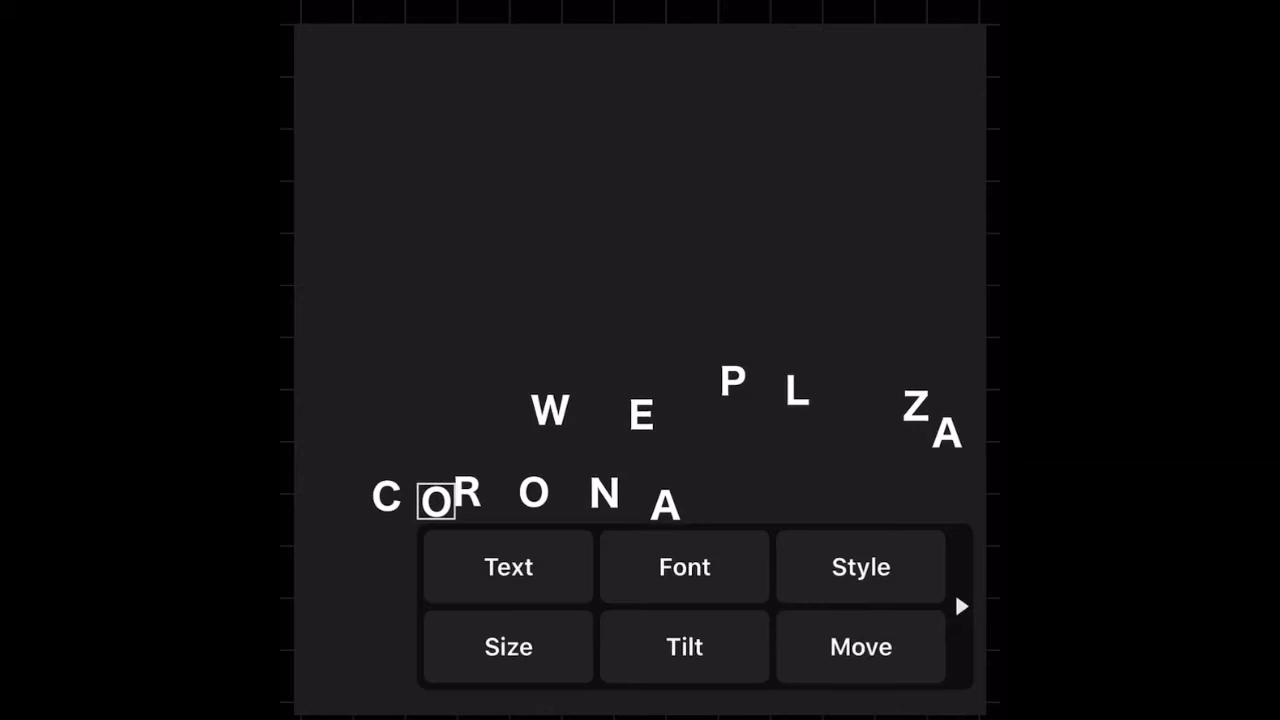 W E P L Z A
C O R O N A
Text Font Style
Size Tilt Move